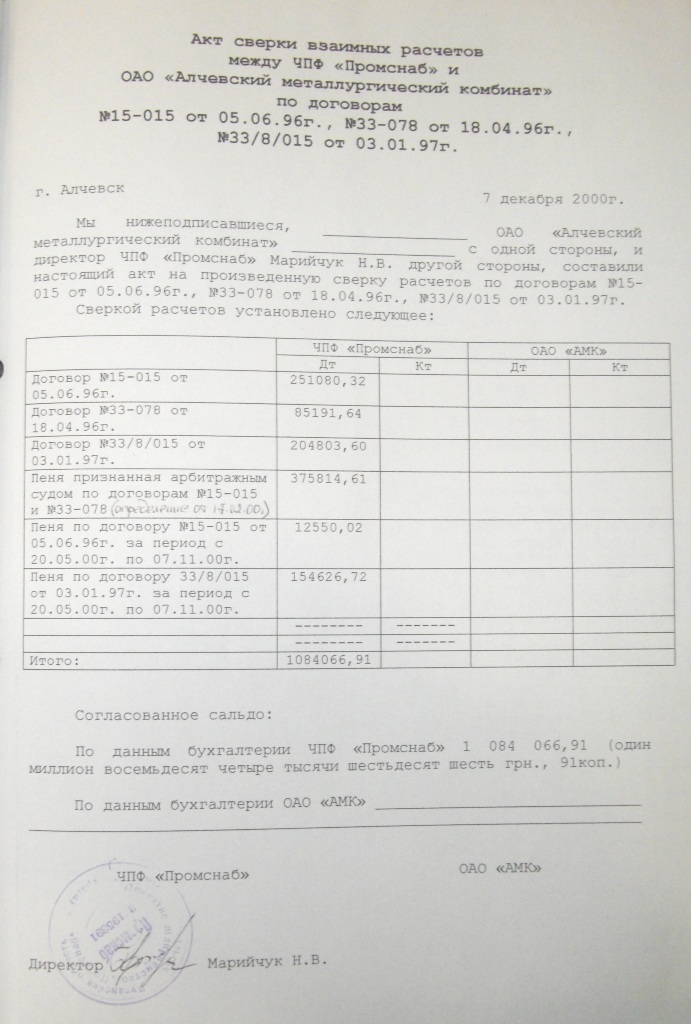 Акт сверки взаимных расчетов
между ЧПФ «Промснаб» и
ОАО «Алчевский металлургический комбинат»
по договорам
№15-015 от 05.06.96г., №33-078 от 18.04.96г.,
№33/8/015 от 03.01.97г.
г. Алчевск
7 декабря 2000г.
Мы нижеподписавшиеся, ОАО «Алчевский
металлургический комбинат» с одной стороны, и
директор ЧПФ «Промснаб» Марийчук Н.В. другой стороны, составили
настоящий акт на произведенную сверку расчетов по договорам №15-
015 от 05.06.96г., №33-078 от 18.04.96г., №33/8/015 от 03.01.97г.
Сверкой расчетов установлено следующее:
ЧПФ «Промснаб» ОАО «АМК»
Дт Кт Дт Кт
Договор №15-015 от 251080,32
05.06.96г.
Договор №33-078 от 85191,64
18.04.96г.
Договор №33/8/015 от 204803,60
03.01.97г.
Пеня признанная арбитражным 375814,61
судом по договорам №15-015
и №33-078 (определение от 17.02.00г)
Пеня по договору №15-015 от 12550,02
05.06.96г. за период с
20.05.00г. по 07.11.00г.
Пеня по договору 33/8/015 154626,72
от 03.01.97г. за период с
20.05.00г. по 07.11.00г.
-------- -------
-------- -------
Итого: 1084066,91
Согласованное сальдо:
По данным бухгалтерии ЧПФ «Промснаб» 1 084 066,91 (один
миллион восемьдесят четыре тысячи шестьдесят шесть грн., 91коп.)
По данным бухгалтерии ОАО «АМК»
ЧПФ «Промснаб» ОАО «АМК»
Директор Марийчук Н.В.